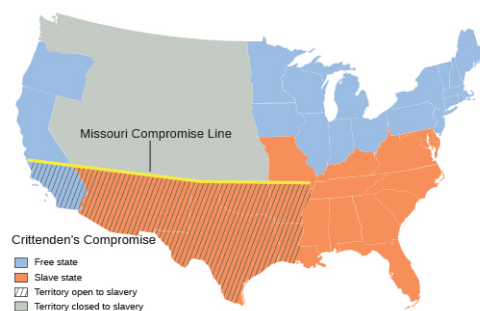 Missouri Compromise Line
Crittenden's Compromise
Free state
Slave state
Territory open to slavery
Territory closed to slavery